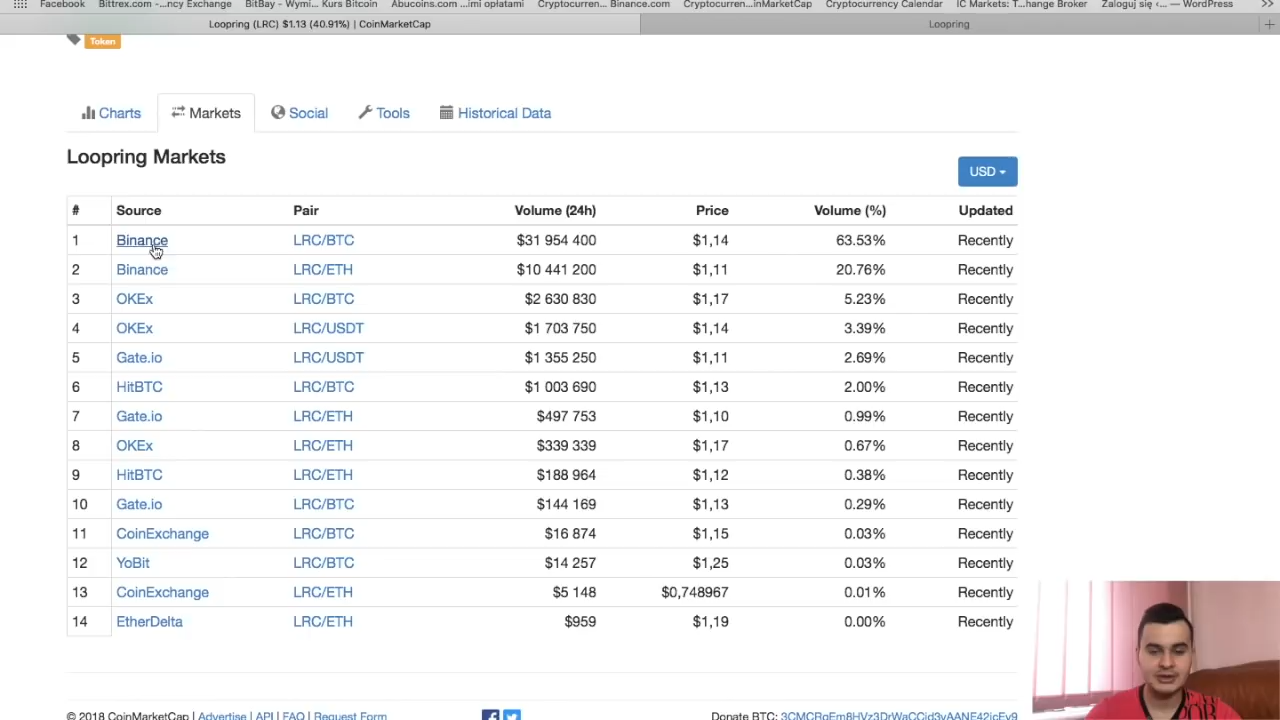 Facebook Bittrex.com -...ncy Exchange BitBay - Wymi... Kurs Bitcoin Abucoins.com ...imi opłatami Cryptocurren... Binance.com Cryptocurrenc...inMarketCap Cryptocurrency Calendar IC Markets: T...hange Broker Zaloguj się ‹... — WordPress
Loopring (LRC) $1.13 (40.91%) | CoinMarketCap Loopring
Token
Charts Markets Social Tools Historical Data
Loopring Markets
USD
# Source Pair Volume (24h) Price Volume (%) Updated
1 Binance LRC/BTC $31 954 400 $1,14 63.53% Recently
2 Binance LRC/ETH $10 441 200 $1,11 20.76% Recently
3 OKEx LRC/BTC $2 630 830 $1,17 5.23% Recently
4 OKEx LRC/USDT $1 703 750 $1,14 3.39% Recently
5 Gate.io LRC/USDT $1 355 250 $1,11 2.69% Recently
6 HitBTC LRC/BTC $1 003 690 $1,13 2.00% Recently
7 Gate.io LRC/ETH $497 753 $1,10 0.99% Recently
8 OKEx LRC/ETH $339 339 $1,17 0.67% Recently
9 HitBTC LRC/ETH $188 964 $1,12 0.38% Recently
10 Gate.io LRC/BTC $144 169 $1,13 0.29% Recently
11 CoinExchange LRC/BTC $16 874 $1,15 0.03% Recently
12 YoBit LRC/BTC $14 257 $1,25 0.03% Recently
13 CoinExchange LRC/ETH $5 148 $0,748967 0.01% Recently
14 EtherDelta LRC/ETH $959 $1,19 0.00% Recently
© 2018 CoinMarketCap | Advertise | API | FAQ | Request Form Donate BTC: